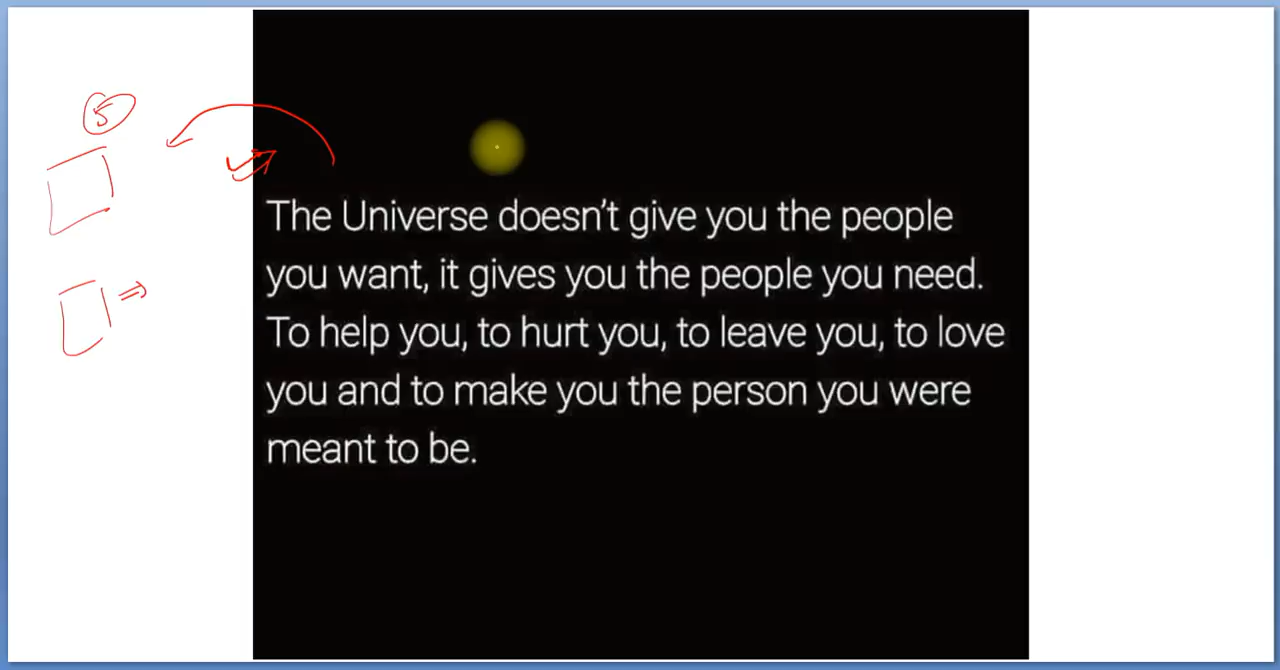 5
The Universe doesn't give you the people
you want, it gives you the people you need.
To help you, to hurt you, to leave you, to love
you and to make you the person you were
meant to be.